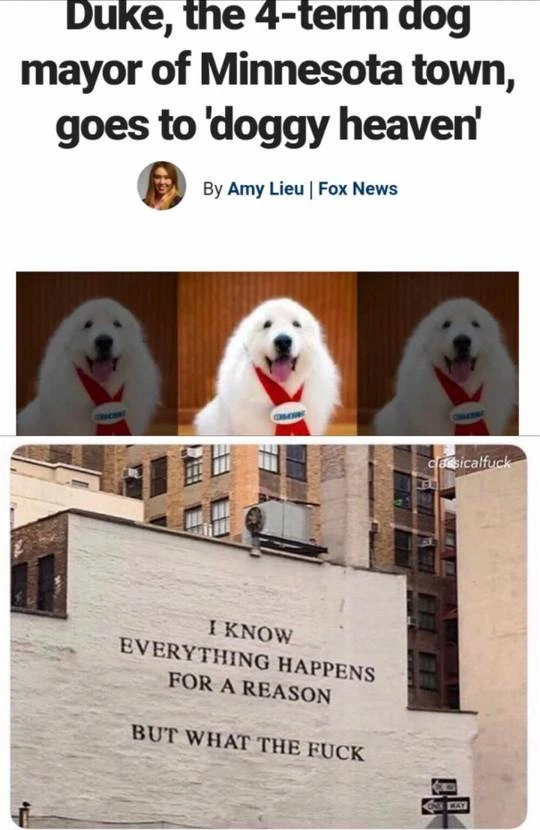 Duke, the 4-term dog
mayor of Minnesota town,
goes to 'doggy heaven'
By Amy Lieu | Fox News
CORMORANT
classicalfuck
I KNOW
EVERYTHING HAPPENS
FOR A REASON
BUT WHAT THE FUCK
ONE WAY